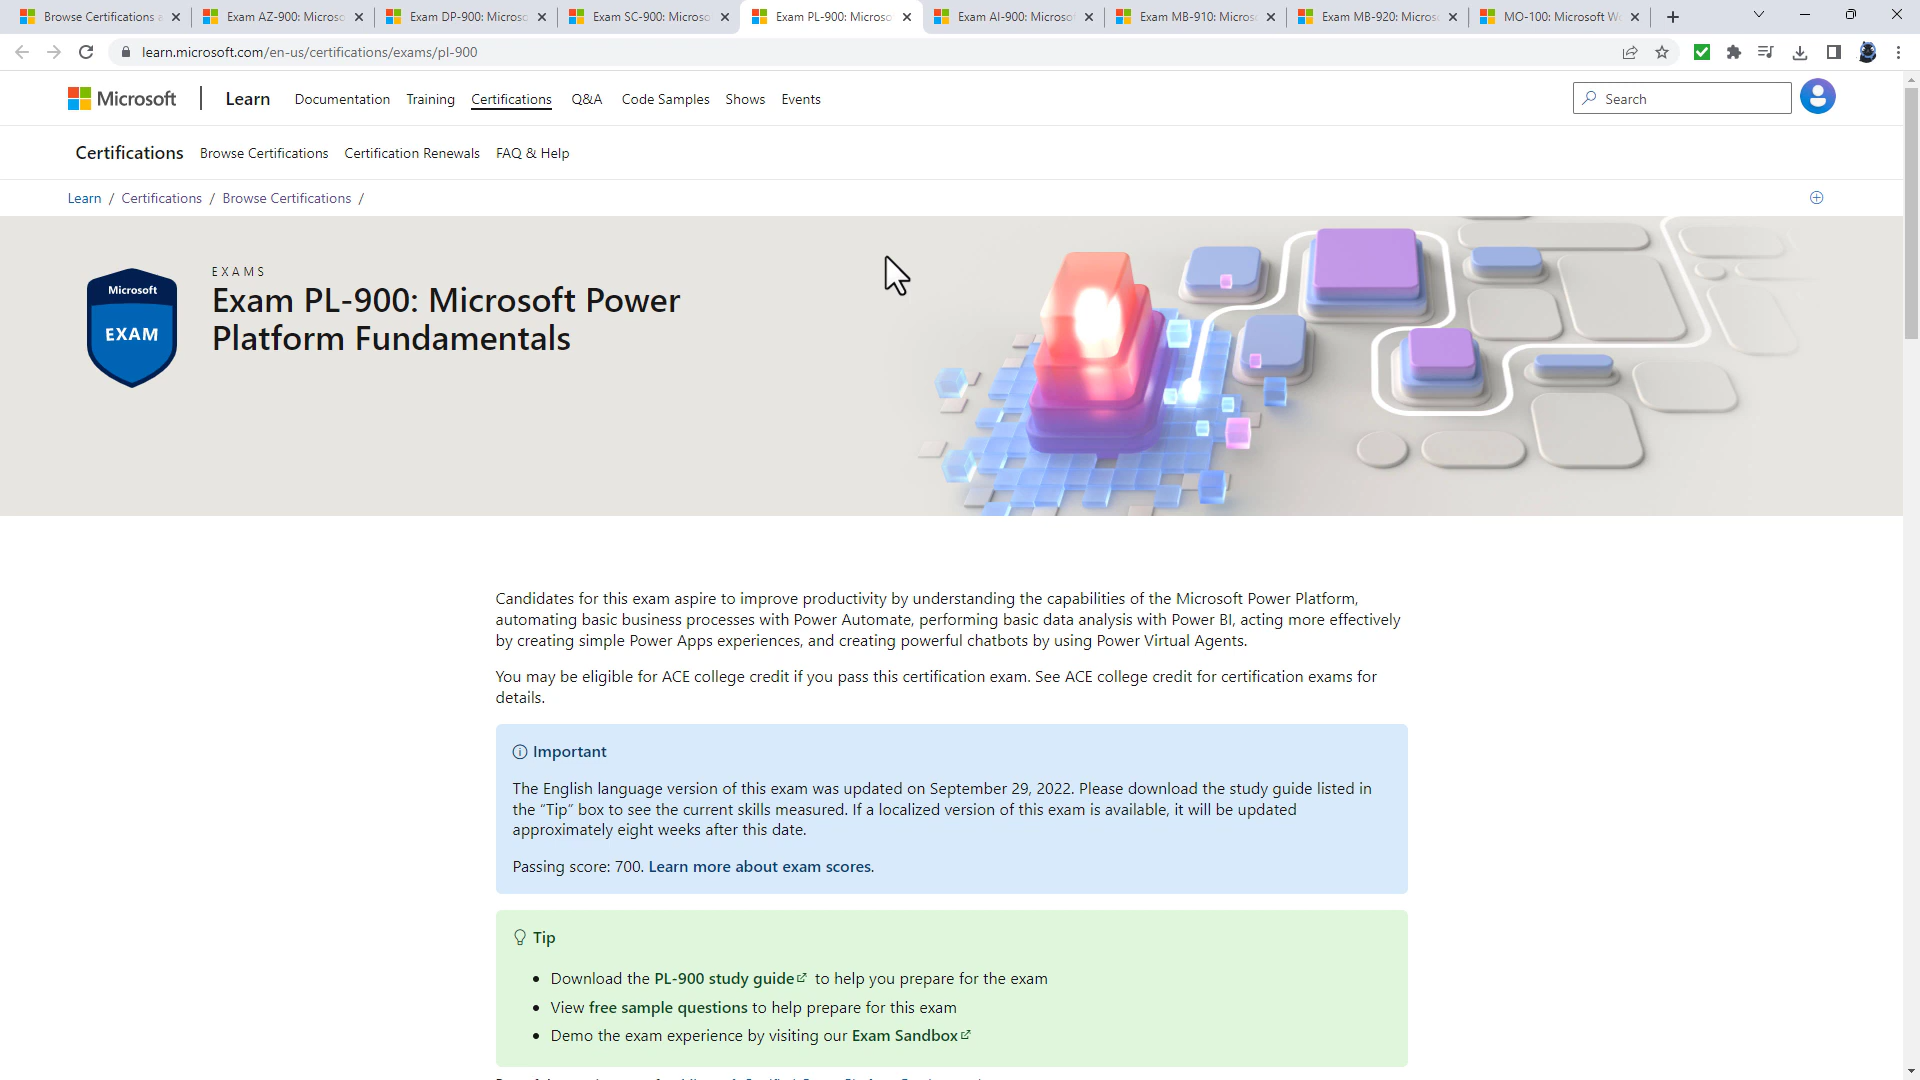 Browse Certifications a
Exam AZ-900: Microso
Exam DP-900: Microso
Exam SC-900: Microso
Exam PL-900: Microso
Exam AI-900: Microsof
Exam MB-910: Micros
Exam MB-920: Micros
MO-100: Microsoft W
learn.microsoft.com/en-us/certifications/exams/pl-900
Microsoft
Learn
Documentation
Training
Certifications
Q&A
Code Samples
Shows
Events
Search
Certifications
Browse Certifications
Certification Renewals
FAQ & Help
Learn / Certifications / Browse Certifications /
Microsoft
EXAM
EXAMS
Exam PL-900: Microsoft Power
Platform Fundamentals
Candidates for this exam aspire to improve productivity by understanding the capabilities of the Microsoft Power Platform,
automating basic business processes with Power Automate, performing basic data analysis with Power BI, acting more effectively
by creating simple Power Apps experiences, and creating powerful chatbots by using Power Virtual Agents.
You may be eligible for ACE college credit if you pass this certification exam. See ACE college credit for certification exams for
details.
Important
The English language version of this exam was updated on September 29, 2022. Please download the study guide listed in
the “Tip” box to see the current skills measured. If a localized version of this exam is available, it will be updated
approximately eight weeks after this date.
Passing score: 700. Learn more about exam scores.
Tip
• Download the PL-900 study guide to help you prepare for the exam
• View free sample questions to help prepare for this exam
• Demo the exam experience by visiting our Exam Sandbox